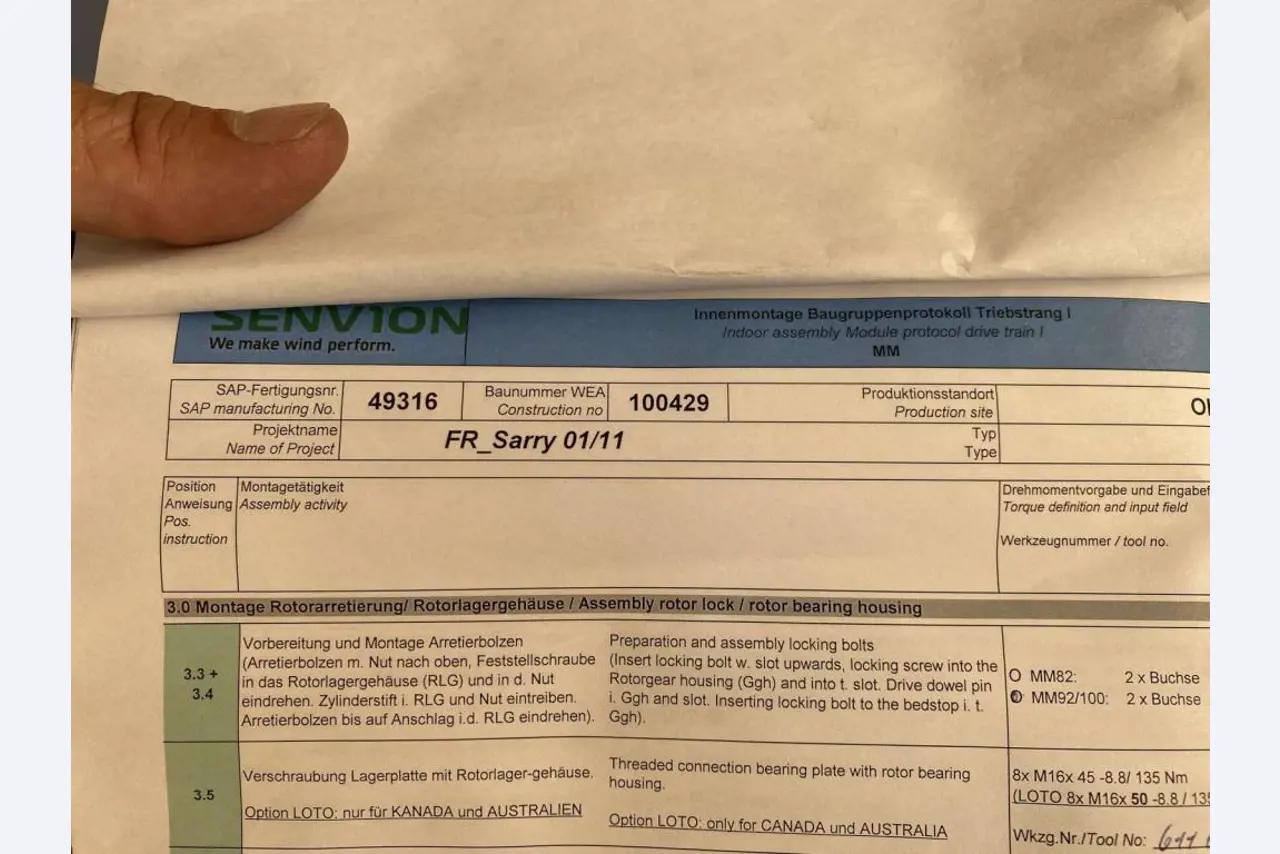 SENVION
We make wind perform.
Innenmontage Baugruppenprotokoll Triebstrang I
Indoor assembly Module protocol drive train I
MM
SAP-Fertigungsnr.
SAP manufacturing No.
49316
Baunummer WEA
Construction no
100429
Produktionsstandort
Production site
Projektname
Name of Project
FR_Sarry 01/11
Typ
Type
Position
Anweisung
Pos.
instruction
Montagetätigkeit
Assembly activity
Drehmomentvorgabe und
Torque definition and input field
Werkzeugnummer / tool no.
3.0 Montage Rotorarretierung/ Rotorlagergehäuse / Assembly rotor lock / rotor bearing housing
3.3 +
3.4
Vorbereitung und Montage Arretierbolzen
(Arretierbolzen m. Nut nach oben, Feststellschraube
in das Rotorlagergehäuse (RLG) und in d. Nut
eindrehen. Zylinderstift i. RLG und Nut eintreiben.
Arretierbolzen bis auf Anschlag i.d. RLG eindrehen).
Preparation and assembly locking bolts
(Insert locking bolt w. slot upwards, locking screw into the
Rotorgear housing (Ggh) and into t. slot. Drive dowel pin
i. Ggh and slot. Inserting locking bolt to the bedstop i. t.
Ggh).
MM82: 2 x Buchse
MM92/100: 2 x Buchse
3.5
Verschraubung Lagerplatte mit Rotorlager-gehäuse.
Option LOTO: nur für KANADA und AUSTRALIEN
Threaded connection bearing plate with rotor bearing
housing.
Option LOTO: only for CANADA und AUSTRALIA
8x M16x 45 -8.8/ 135 Nm
(LOTO 8x M16x 50 -8.8 /
Wkzg.Nr./Tool No: